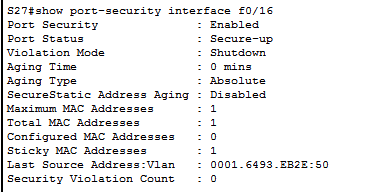 S27#show port-security interface f0/16
Port Security : Enabled
Port Status : Secure-up
Violation Mode : Shutdown
Aging Time : 0 mins
Aging Type : Absolute
SecureStatic Address Aging : Disabled
Maximum MAC Addresses : 1
Total MAC Addresses : 1
Configured MAC Addresses : 0
Sticky MAC Addresses : 1
Last Source Address:Vlan : 0001.6493.EB2E:50
Security Violation Count : 0